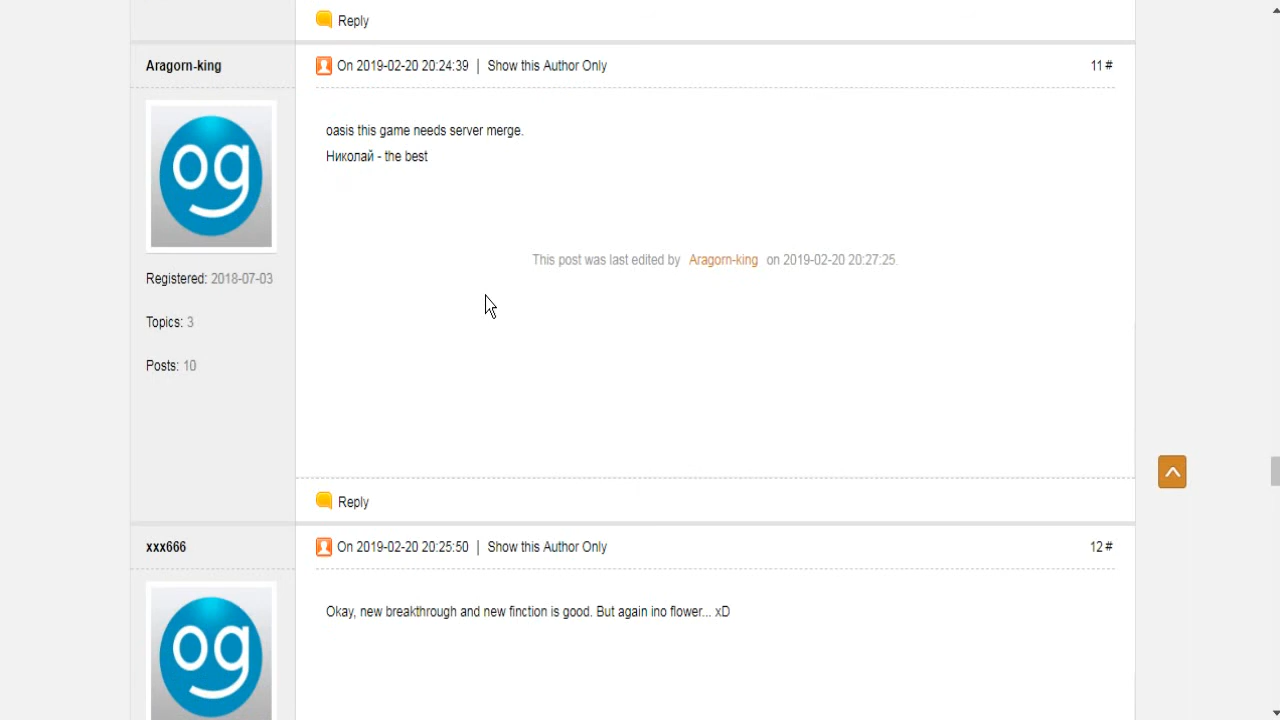 Reply
Aragorn-king
On 2019-02-20 20:24:39 | Show this Author Only
11 #
oasis this game needs server merge.
Николай - the best
og
This post was last edited by Aragorn-king on 2019-02-20 20:27:25.
Registered: 2018-07-03
Topics: 3
Posts: 10
Reply
xxx666
On 2019-02-20 20:25:50 | Show this Author Only
12 #
Okay, new breakthrough and new finction is good. But again ino flower... xD
og